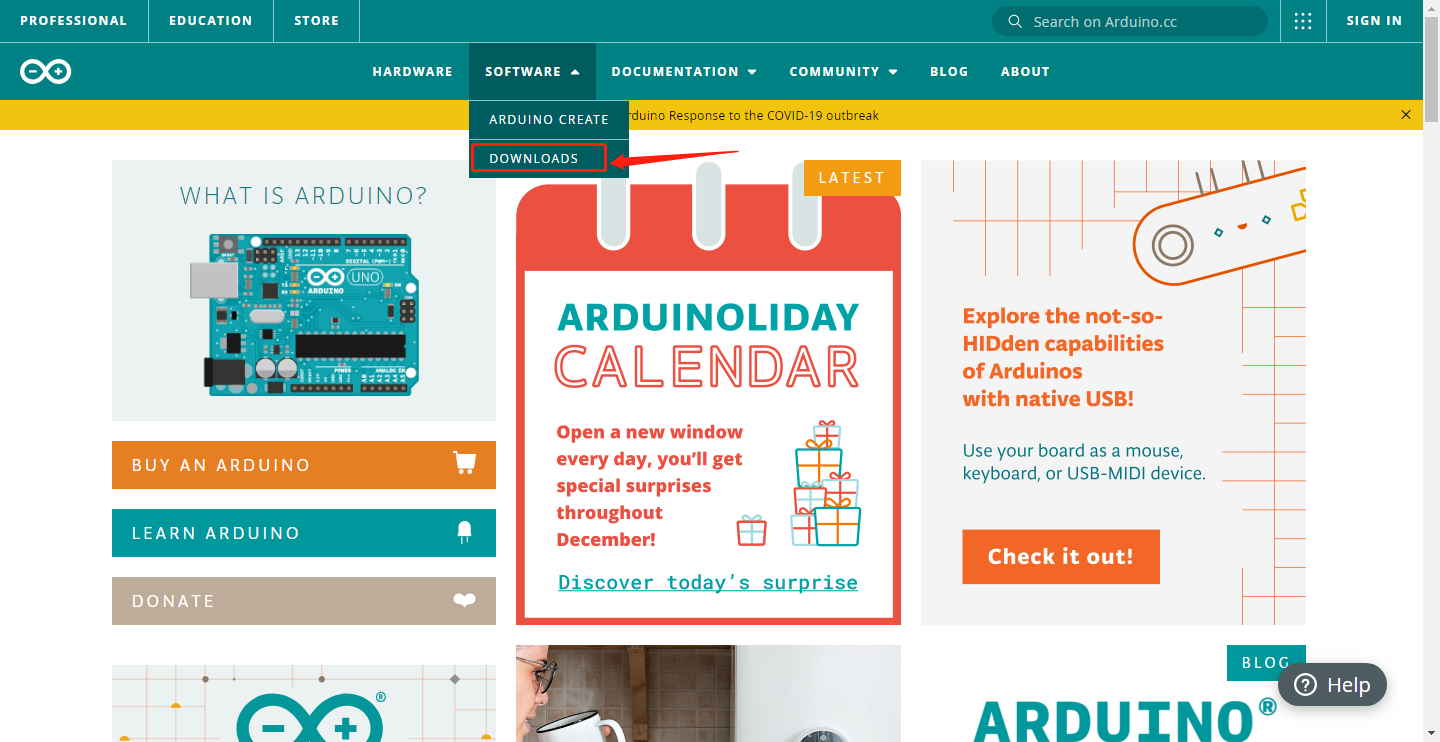 PROFESSIONAL
EDUCATION
STORE
Search on Arduino.cc
SIGN IN
HARDWARE
SOFTWARE
DOCUMENTATION
COMMUNITY
BLOG
ABOUT
ARDUINO CREATE
DOWNLOADS
Response to the COVID-19 outbreak
WHAT IS ARDUINO?
UNO
ARDUINO
BUY AN ARDUINO
LEARN ARDUINO
DONATE
LATEST
ARDUINOLIDAY
CALENDAR
Open a new window
every day, you'll get
special surprises
throughout
December!
Discover today's surprise
Explore the not-so-
HIDden capabilities
of Arduinos
with native USB!
Use your board as a mouse,
keyboard, or USB-MIDI device.
Check it out!
BLOG
ARDUINO®
Help